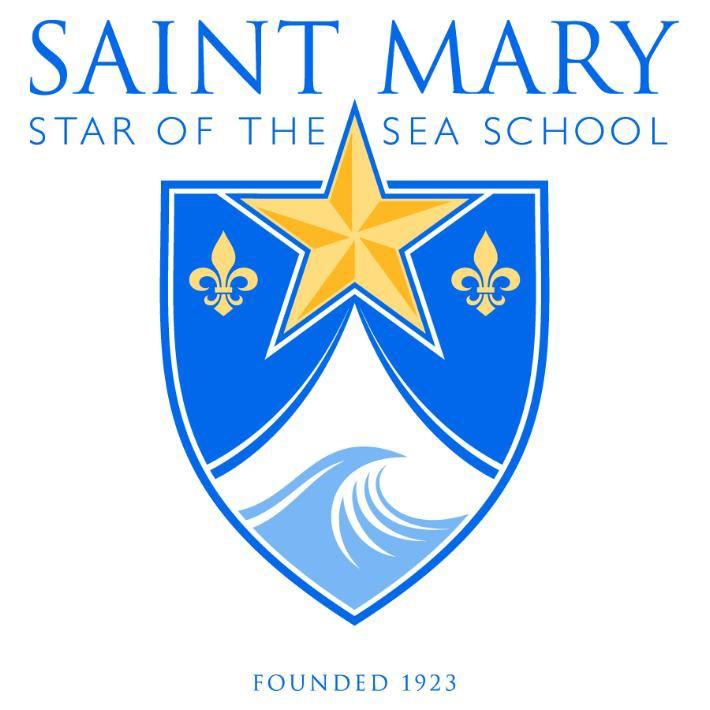 SAINT MARY
STAR OF THE SEA SCHOOL
FOUNDED 1923